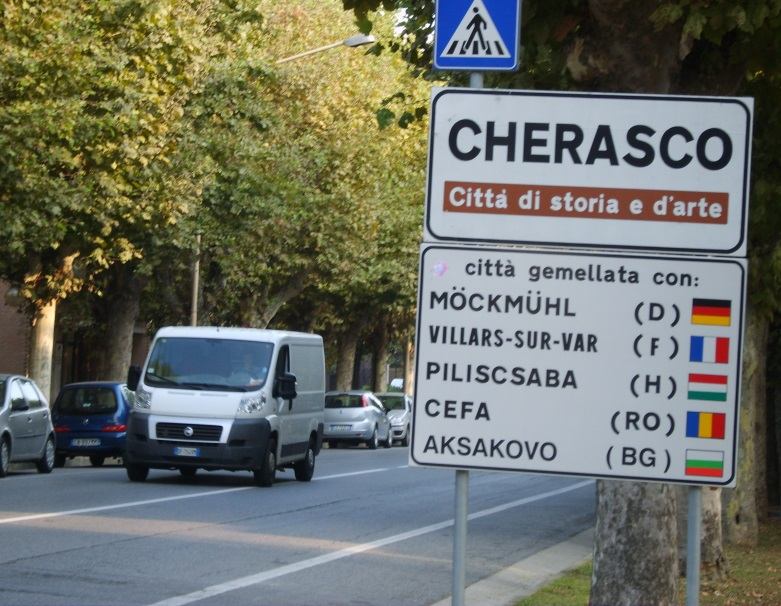 CHERASCO
Città di storia e d'arte
città gemellata con:
MÖCKMÜHL (D)
VILLARS-SUR-VAR (F)
PILISCSABA (H)
CEFA (RO)
AKSAKOVO (BG)